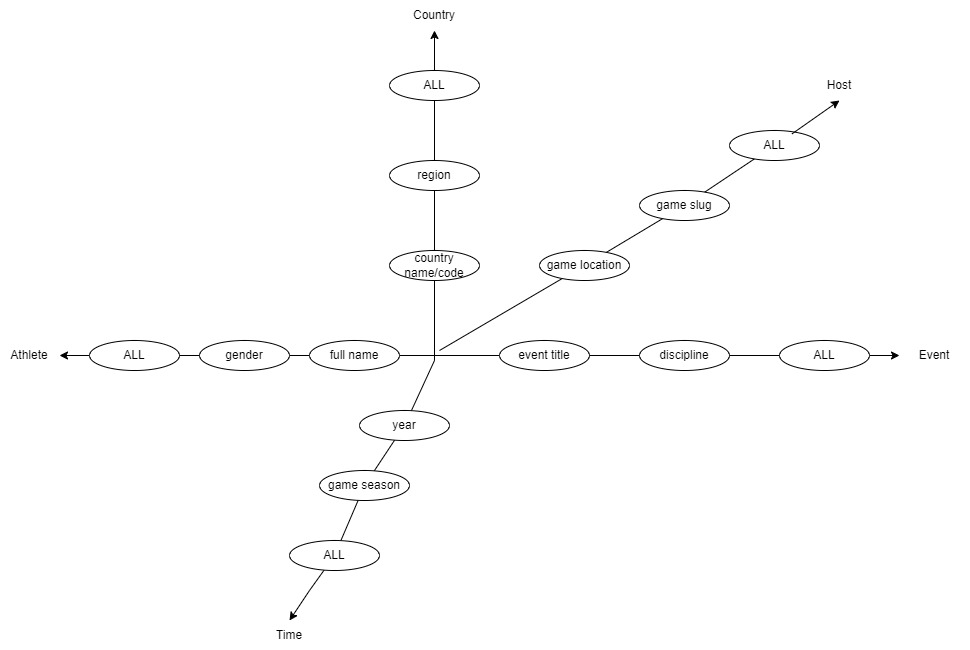 Country
Host
ALL
ALL
region
game slug
country
name/code
game location
Athlete
ALL
gender
full name
event title
discipline
ALL
Event
year
game season
ALL
Time